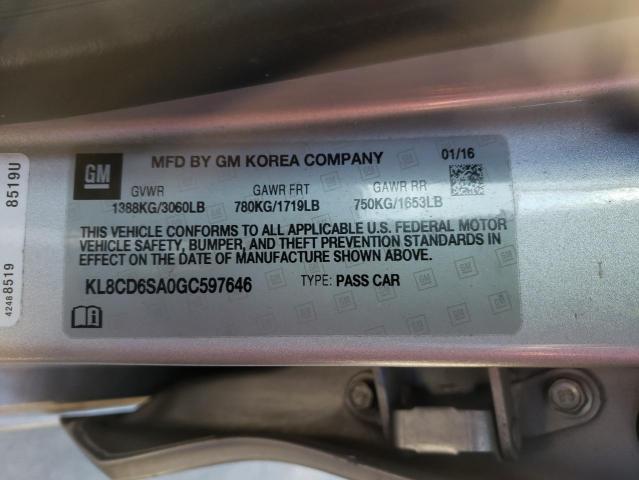 GM
MFD BY GM KOREA COMPANY
01/16
GVWR
GAWR FRT
GAWR RR
1388KG/3060LB
780KG/1719LB
750KG/1653LB
THIS VEHICLE CONFORMS TO ALL APPLICABLE U.S. FEDERAL MOTOR
VEHICLE SAFETY, BUMPER, AND THEFT PREVENTION STANDARDS IN
EFFECT ON THE DATE OF MANUFACTURE SHOWN ABOVE.
KL8CD6SA0GC597646
TYPE: PASS CAR
42488519
8519U